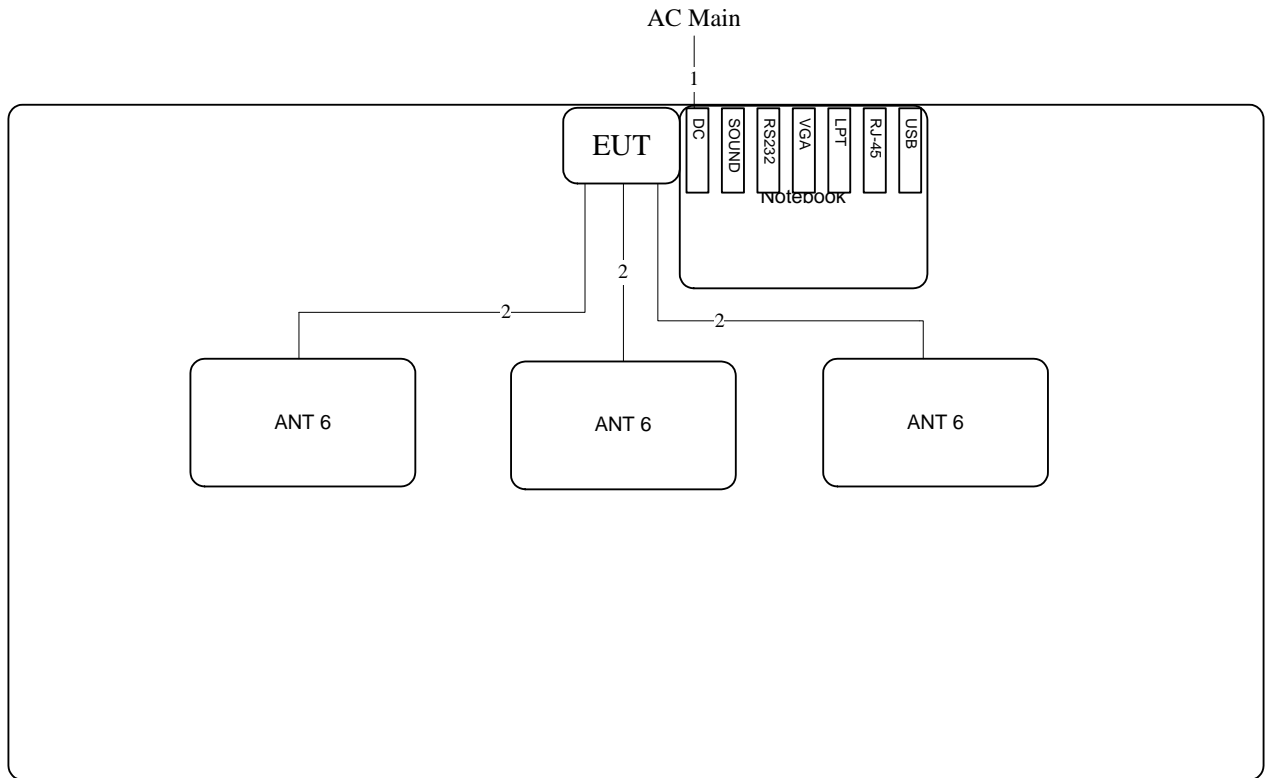 AC Main
1
EUT
DC
SOUND
RS232
VGA
LPT
RJ-45
USB
Notebook
2
2
2
ANT 6
ANT 6
ANT 6